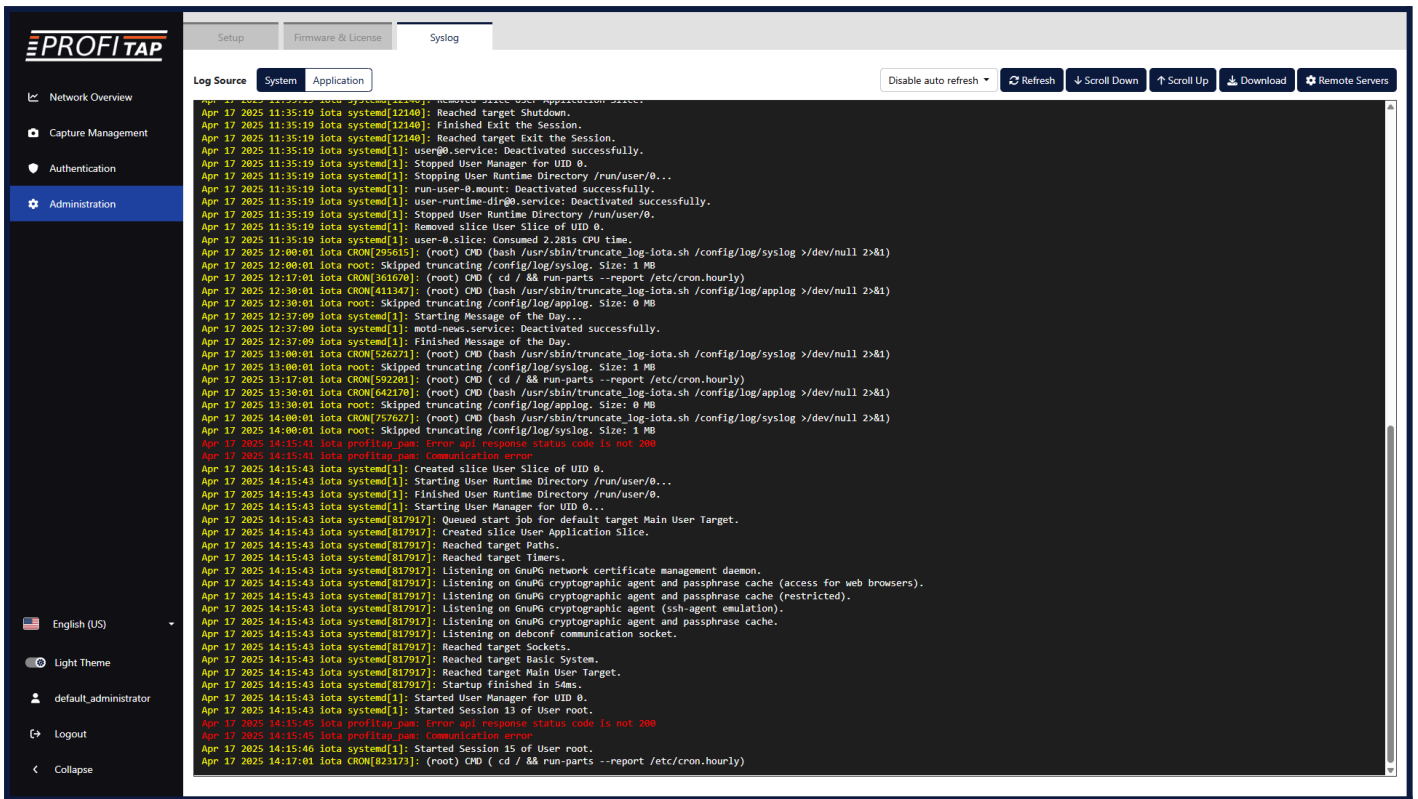 PROFITAP
Network Overview
Capture Management
Authentication
Administration
English (US)
Light Theme
default_administrator
Logout
Collapse
Setup
Firmware & License
Syslog
Log Source
System
Application
Disable auto refresh
Refresh
Scroll Down
Scroll Up
Download
Remote Servers
Apr 17 2025 11:35:19 iota systemd[12140]: Removed slice User Application Slice.
Apr 17 2025 11:35:19 iota systemd[12140]: Reached target Shutdown.
Apr 17 2025 11:35:19 iota systemd[12140]: Finished Exit the Session.
Apr 17 2025 11:35:19 iota systemd[12140]: Reached target Exit the Session.
Apr 17 2025 11:35:19 iota systemd[1]: user@0.service: Deactivated successfully.
Apr 17 2025 11:35:19 iota systemd[1]: Stopped User Manager for UID 0.
Apr 17 2025 11:35:19 iota systemd[1]: Stopping User Runtime Directory /run/user/0...
Apr 17 2025 11:35:19 iota systemd[1]: run-user-0.mount: Deactivated successfully.
Apr 17 2025 11:35:19 iota systemd[1]: user-runtime-dir@0.service: Deactivated successfully.
Apr 17 2025 11:35:19 iota systemd[1]: Stopped User Runtime Directory /run/user/0.
Apr 17 2025 11:35:19 iota systemd[1]: Removed slice User Slice of UID 0.
Apr 17 2025 11:35:19 iota systemd[1]: user-0.slice: Consumed 2.281s CPU time.
Apr 17 2025 12:00:01 iota CRON[295615]: (root) CMD (bash /usr/sbin/truncate_log-iota.sh /config/log/syslog >/dev/null 2>&1)
Apr 17 2025 12:00:01 iota root: Skipped truncating /config/log/syslog. Size: 1 MB
Apr 17 2025 12:17:01 iota CRON[361670]: (root) CMD ( cd / && run-parts --report /etc/cron.hourly)
Apr 17 2025 12:30:01 iota CRON[411347]: (root) CMD (bash /usr/sbin/truncate_log-iota.sh /config/log/applog >/dev/null 2>&1)
Apr 17 2025 12:30:01 iota root: Skipped truncating /config/log/applog. Size: 0 MB
Apr 17 2025 12:37:09 iota systemd[1]: Starting Message of the Day...
Apr 17 2025 12:37:09 iota systemd[1]: motd-news.service: Deactivated successfully.
Apr 17 2025 12:37:09 iota systemd[1]: Finished Message of the Day.
Apr 17 2025 13:00:01 iota CRON[526271]: (root) CMD (bash /usr/sbin/truncate_log-iota.sh /config/log/syslog >/dev/null 2>&1)
Apr 17 2025 13:00:01 iota root: Skipped truncating /config/log/syslog. Size: 1 MB
Apr 17 2025 13:17:01 iota CRON[592201]: (root) CMD ( cd / && run-parts --report /etc/cron.hourly)
Apr 17 2025 13:30:01 iota CRON[642170]: (root) CMD (bash /usr/sbin/truncate_log-iota.sh /config/log/applog >/dev/null 2>&1)
Apr 17 2025 13:30:01 iota root: Skipped truncating /config/log/applog. Size: 0 MB
Apr 17 2025 14:00:01 iota CRON[757627]: (root) CMD (bash /usr/sbin/truncate_log-iota.sh /config/log/syslog >/dev/null 2>&1)
Apr 17 2025 14:00:01 iota root: Skipped truncating /config/log/syslog. Size: 1 MB
Apr 17 2025 14:15:41 iota profitap_pam: Error api response status code is not 200
Apr 17 2025 14:15:41 iota profitap_pam: Communication error
Apr 17 2025 14:15:43 iota systemd[1]: Created slice User Slice of UID 0.
Apr 17 2025 14:15:43 iota systemd[1]: Starting User Runtime Directory /run/user/0...
Apr 17 2025 14:15:43 iota systemd[1]: Finished User Runtime Directory /run/user/0.
Apr 17 2025 14:15:43 iota systemd[1]: Starting User Manager for UID 0...
Apr 17 2025 14:15:43 iota systemd[817917]: Queued start job for default target Main User Target.
Apr 17 2025 14:15:43 iota systemd[817917]: Created slice User Application Slice.
Apr 17 2025 14:15:43 iota systemd[817917]: Reached target Paths.
Apr 17 2025 14:15:43 iota systemd[817917]: Reached target Timers.
Apr 17 2025 14:15:43 iota systemd[817917]: Listening on GnuPG network certificate management daemon.
Apr 17 2025 14:15:43 iota systemd[817917]: Listening on GnuPG cryptographic agent and passphrase cache (access for web browsers).
Apr 17 2025 14:15:43 iota systemd[817917]: Listening on GnuPG cryptographic agent and passphrase cache (restricted).
Apr 17 2025 14:15:43 iota systemd[817917]: Listening on GnuPG cryptographic agent (ssh-agent emulation).
Apr 17 2025 14:15:43 iota systemd[817917]: Listening on GnuPG cryptographic agent and passphrase cache.
Apr 17 2025 14:15:43 iota systemd[817917]: Listening on debconf communication socket.
Apr 17 2025 14:15:43 iota systemd[817917]: Reached target Sockets.
Apr 17 2025 14:15:43 iota systemd[817917]: Reached target Basic System.
Apr 17 2025 14:15:43 iota systemd[817917]: Reached target Main User Target.
Apr 17 2025 14:15:43 iota systemd[817917]: Startup finished in 54ms.
Apr 17 2025 14:15:43 iota systemd[1]: Started User Manager for UID 0.
Apr 17 2025 14:15:43 iota systemd[1]: Started Session 13 of User root.
Apr 17 2025 14:15:45 iota profitap_pam: Error api response status code is not 200
Apr 17 2025 14:15:45 iota profitap_pam: Communication error
Apr 17 2025 14:15:46 iota systemd[1]: Started Session 15 of User root.
Apr 17 2025 14:17:01 iota CRON[823173]: (root) CMD ( cd / && run-parts --report /etc/cron.hourly)